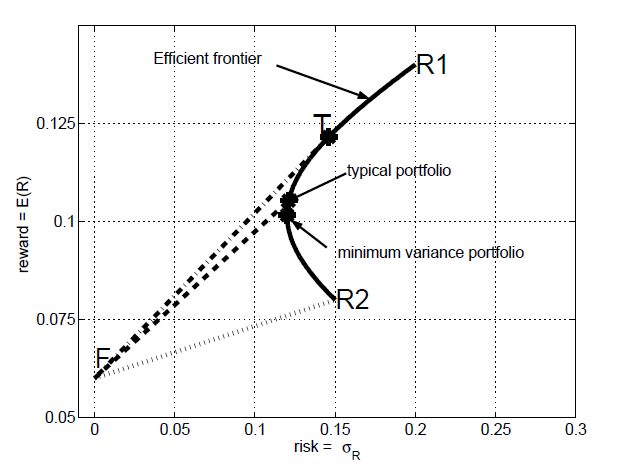 Efficient frontier
R1
T
typical portfolio
minimum variance portfolio
R2
F
reward = E(R)
0.125
0.1
0.075
0.05
0
0.05
0.1
0.15
0.2
0.25
0.3
risk = σR